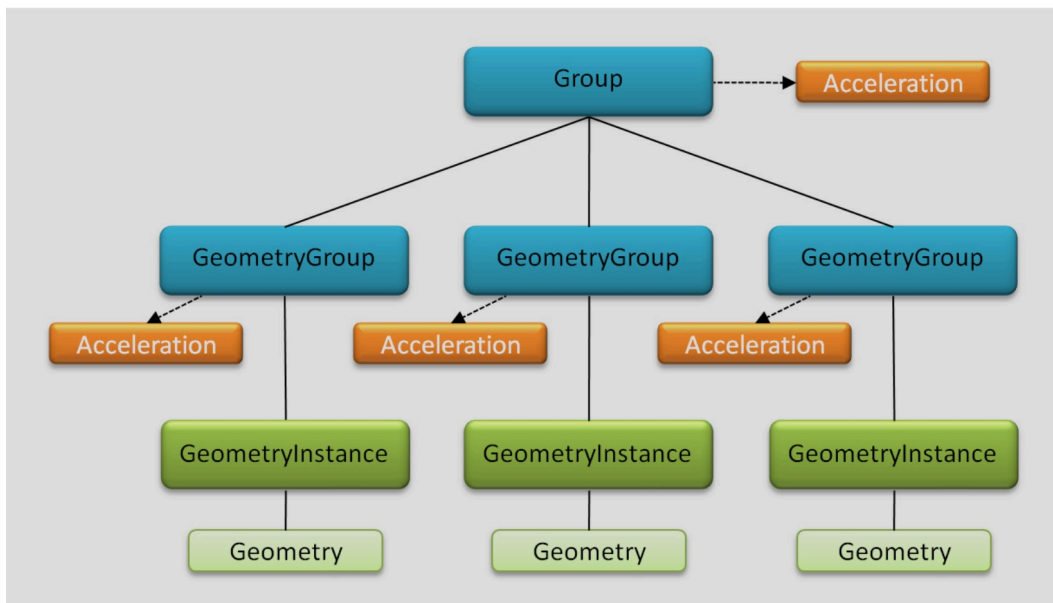 Group
Acceleration
GeometryGroup
GeometryGroup
GeometryGroup
Acceleration
Acceleration
Acceleration
GeometryInstance
GeometryInstance
GeometryInstance
Geometry
Geometry
Geometry